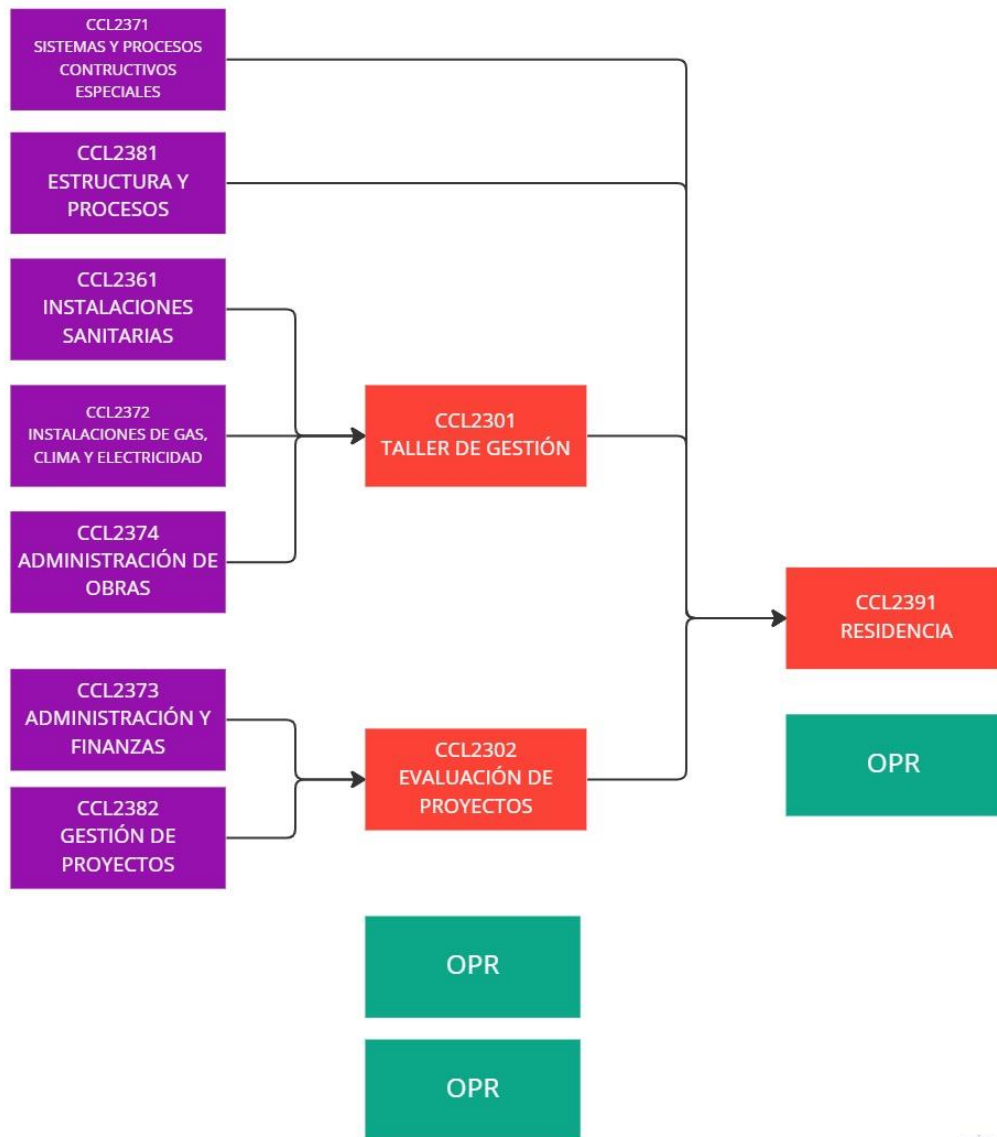 CCL2371
SISTEMAS Y PROCESOS
CONTRUCTIVOS
ESPECIALES
CCL2381
ESTRUCTURA Y
PROCESOS
CCL2361
INSTALACIONES
SANITARIAS
CCL2372
INSTALACIONES DE GAS,
CLIMA Y ELECTRICIDAD
CCL2374
ADMINISTRACIÓN DE
OBRAS
CCL2373
ADMINISTRACIÓN Y
FINANZAS
CCL2382
GESTIÓN DE
PROYECTOS
CCL2301
TALLER DE GESTIÓN
CCL2302
EVALUACIÓN DE
PROYECTOS
OPR
OPR
CCL2391
RESIDENCIA
OPR